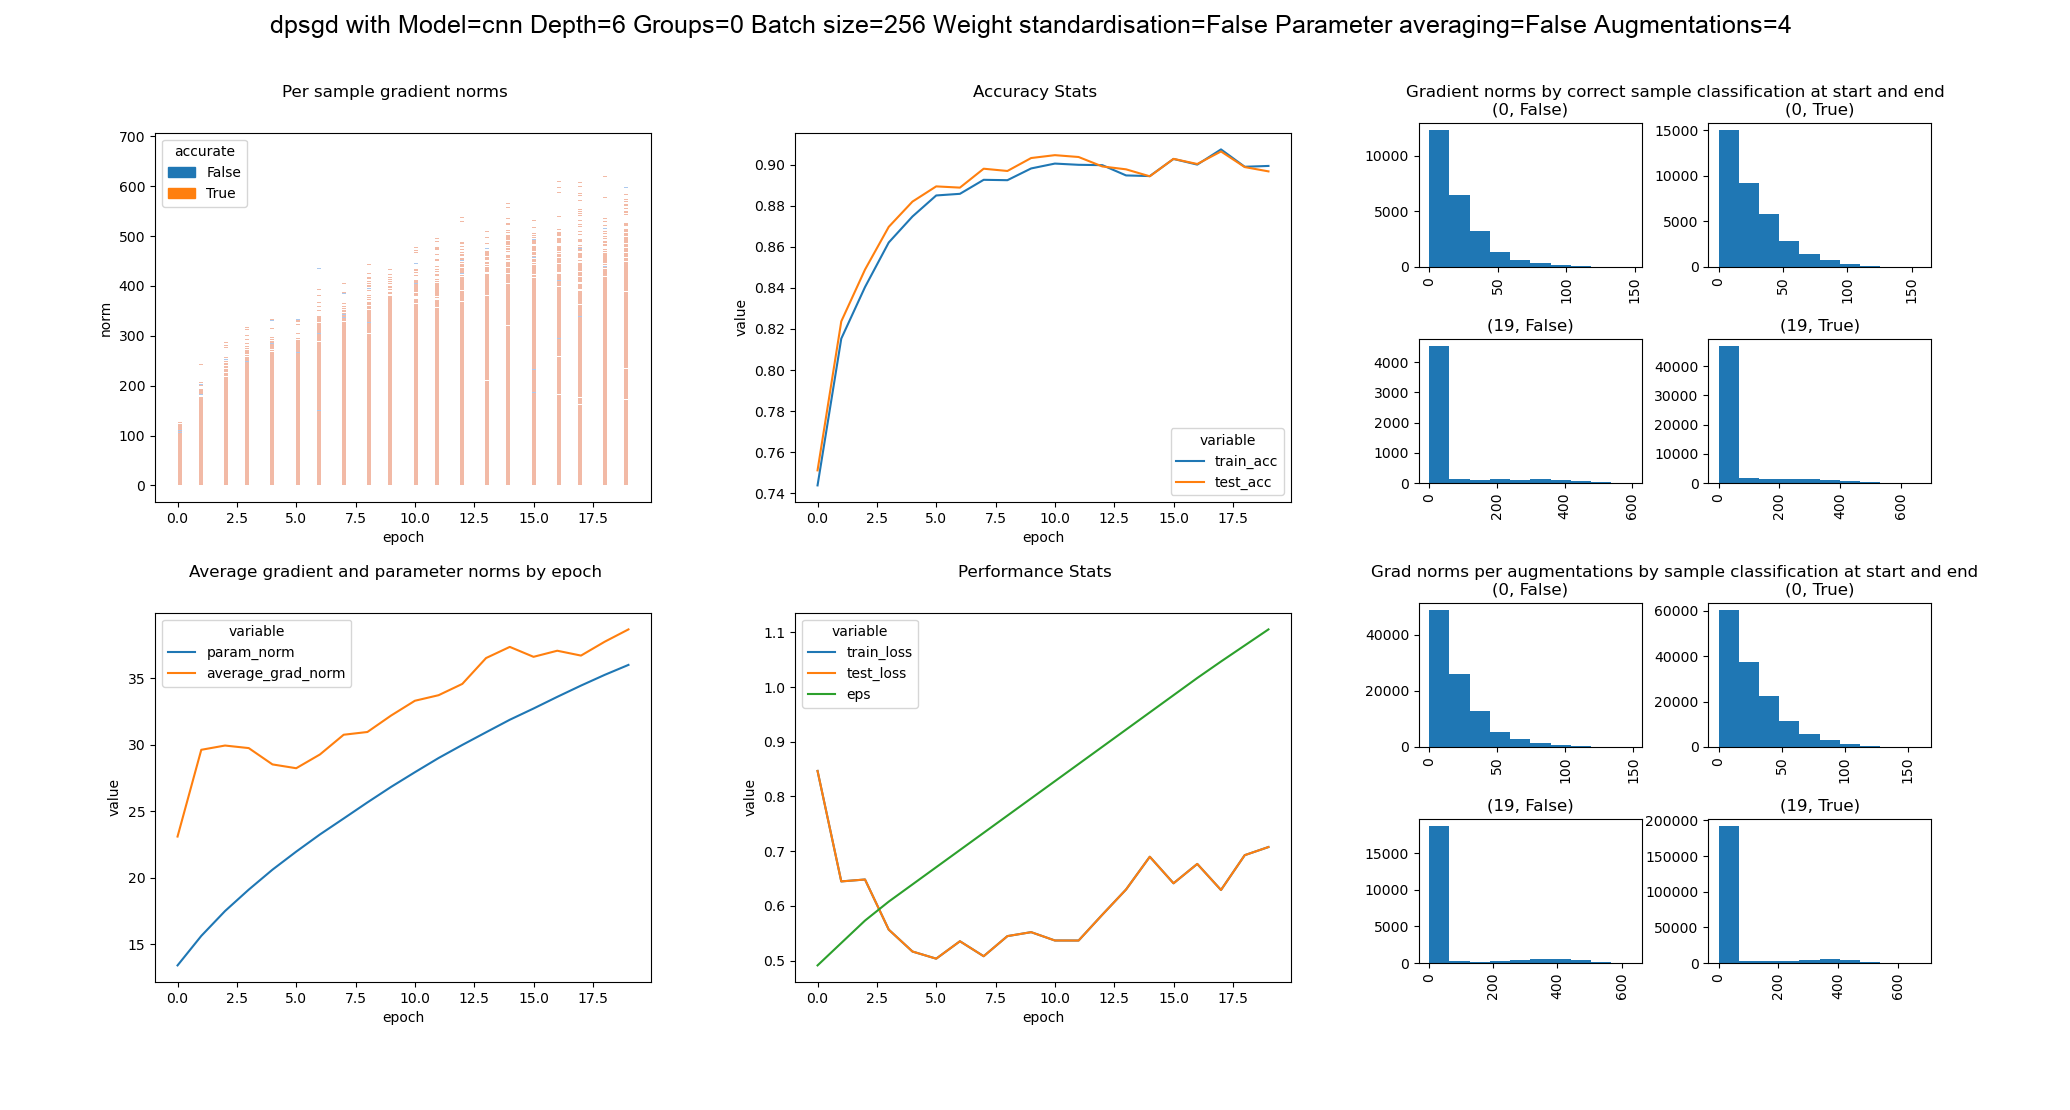 dpsgd with Model=cnn Depth=6 Groups=0 Batch size=256 Weight standardisation=False Parameter averaging=False Augmentations=4
Per sample gradient norms
accurate
False
True
700
600
500
400
300
200
100
0
norm
0.0 2.5 5.0 7.5 10.0 12.5 15.0 17.5
epoch
Accuracy Stats
0.90
0.88
0.86
0.84
0.82
0.80
0.78
0.76
0.74
value
variable
train_acc
test_acc
0.0 2.5 5.0 7.5 10.0 12.5 15.0 17.5
epoch
Gradient norms by correct sample classification at start and end
(0, False)
10000
5000
0
0 50 100 150
(0, True)
15000
10000
5000
0
0 50 100 150
(19, False)
4000
3000
2000
1000
0
0 200 400 600
(19, True)
40000
30000
20000
10000
0
0 200 400 600
Average gradient and parameter norms by epoch
variable
param_norm
average_grad_norm
35
30
25
20
15
value
0.0 2.5 5.0 7.5 10.0 12.5 15.0 17.5
epoch
Performance Stats
variable
train_loss
test_loss
eps
1.1
1.0
0.9
0.8
0.7
0.6
0.5
value
0.0 2.5 5.0 7.5 10.0 12.5 15.0 17.5
epoch
Grad norms per augmentations by sample classification at start and end
(0, False)
40000
20000
0
0 50 100 150
(0, True)
60000
40000
20000
0
0 50 100 150
(19, False)
15000
10000
5000
0
0 200 400 600
(19, True)
200000
150000
100000
50000
0
0 200 400 600